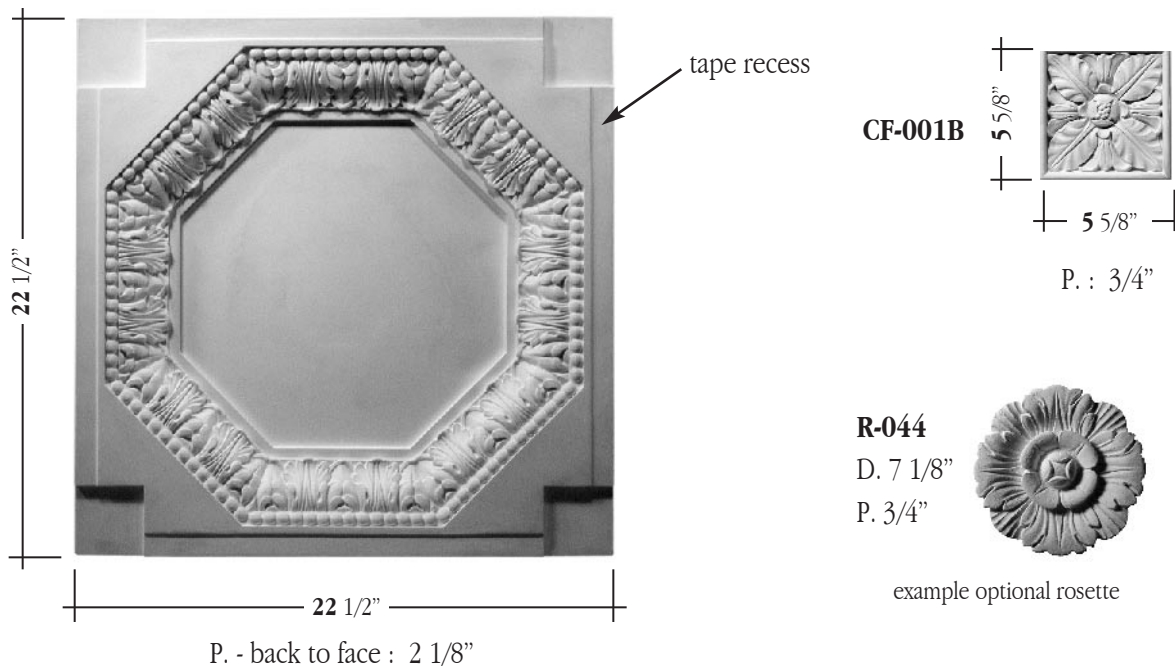 tape recess
22 1/2”
22 1/2”
P. - back to face : 2 1/8”
CF-001B
5 5/8”
5 5/8”
P. : 3/4”
R-044
D. 7 1/8”
P. 3/4”
example optional rosette